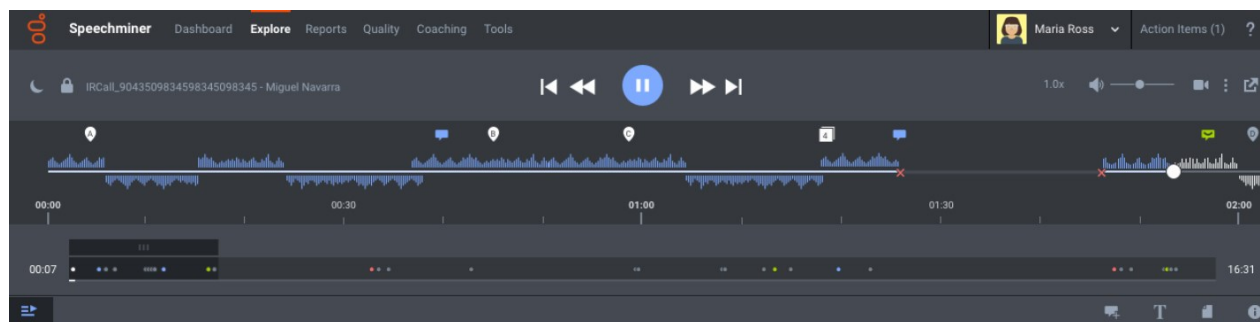 Speechminer Dashboard Explore Reports Quality Coaching Tools Maria Ross Action Items (1) ?
IRCall_9043509834598345098345 - Miguel Navarra 1.0x
A B C 4 D
00:00 00:30 01:00 01:30 02:00
00:07 16:31
T i